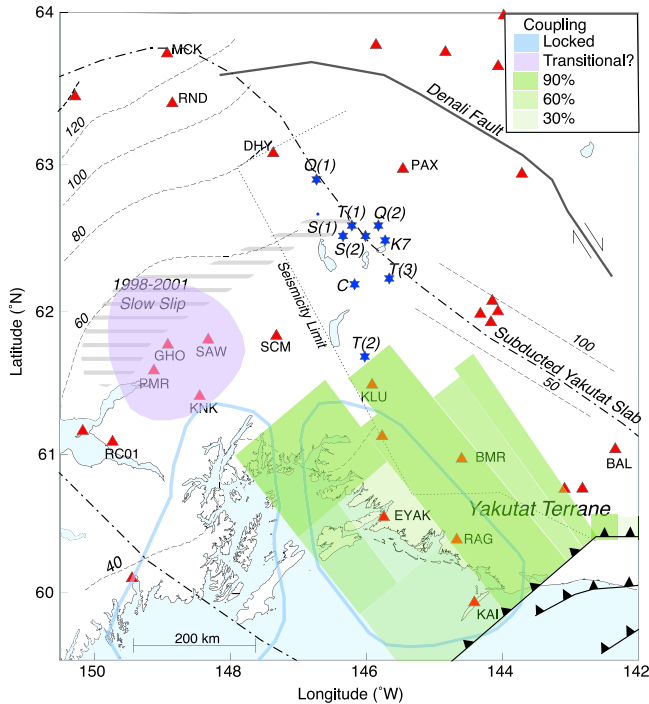 64
63
62
61
60
Latitude (˚N)
Coupling
Locked
Transitional?
90%
60%
30%
MCK
RND
120
100
80
60
40
DHY
PAX
Denali Fault
O(1)
T(1)
Q(2)
S(1)
S(2)
K7
T(3)
C
T(2)
1998-2001
Slow Slip
Seismicity Limit
GHO
SAW
SCM
PMR
KNK
KLU
RC01
100
50
Subducted Yakutat Slab
BMR
BAL
Yakutat Terrane
EYAK
RAG
KAI
200 km
150
148
146
144
142
Longitude (˚W)